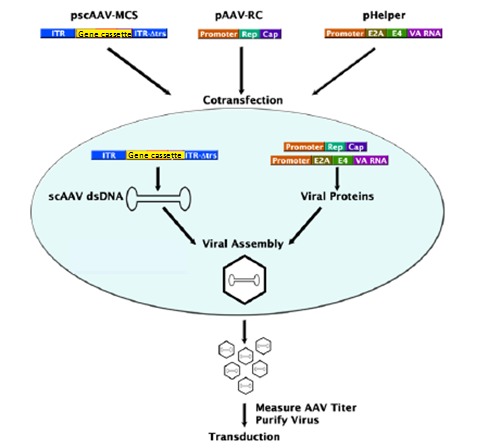 pscAAV-MCS pAAV-RC pHelper
ITR Gene cassette ITR-Δtrs Promoter Rep Cap Promoter E2A E4 VA RNA
Cotransfection
Promoter Rep Cap
ITR Gene cassette ITR-Δtrs Promoter E2A E4 VA RNA
scAAV dsDNA Viral Proteins
Viral Assembly
Measure AAV Titer
Purify Virus
Transduction